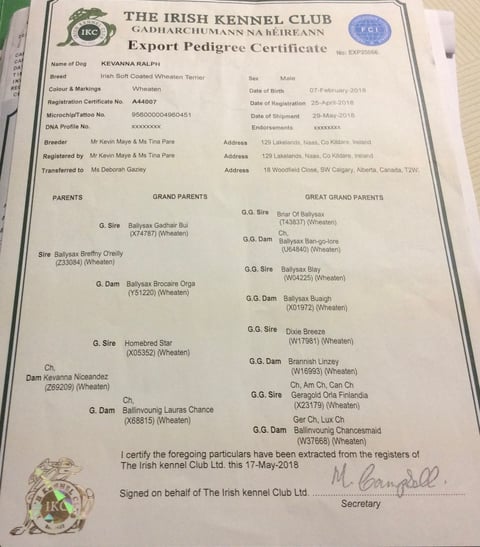 THE IRISH KENNEL CLUB
GADHARCHUMANN NA hÉIREANN
Export Pedigree Certificate
IKC
FCI
No: EXP25066
Name of Dog KEVANNA RALPH
Breed Irish Soft Coated Wheaten Terrier Sex Male
Colour & Markings Wheaten Date of Birth 07-February-2018
Registration Certificate No. A44007 Date of Registration 25-April-2018
Microchip/Tattoo No. 956000004960451 Date of Shipment 29-May-2018
DNA Profile No. xxxxxxxx Endorsements xxxxxxxx
Breeder Mr Kevin Maye & Ms Tina Pare Address 129 Lakelands, Naas, Co Kildare, Ireland
Registered by Mr Kevin Maye & Ms Tina Pare Address 129 Lakelands, Naas, Co Kildare, Ireland
Transferred to Ms Deborah Gazley Address 18 Woodfield Close, SW Calgary, Alberta, Canada, T2W,
PARENTS GRAND PARENTS GREAT GRAND PARENTS
G.G. Sire Briar Of Ballysax
(T43837) (Wheaten)
G. Sire Ballysax Gadhair Bui
(X74787) (Wheaten)
Ch,
G.G. Dam Ballysax Ban-go-lore
(U64840) (Wheaten)
Sire Ballysax Breffny O'reilly
(Z33084) (Wheaten)
G.G. Sire Ballysax Blay
(W04225) (Wheaten)
G. Dam Ballysax Brocaire Orga
(Y51220) (Wheaten)
G.G. Dam Ballysax Buaigh
(X01972) (Wheaten)
G.G. Sire Dixie Breeze
(W17981) (Wheaten)
G. Sire Homebred Star
(X05352) (Wheaten)
G.G. Dam Brannish Linzey
(W16993) (Wheaten)
Ch,
Dam Kevanna Niceandez
(Z69209) (Wheaten)
Ch, Am Ch, Can Ch
G.G. Sire Geragold Orla Finlandia
(X23179) (Wheaten)
Ch,
G. Dam Ballinvounig Lauras Chance
(X68815) (Wheaten)
Ger Ch, Lux Ch
G.G. Dam Ballinvounig Chancesmaid
(W37668) (Wheaten)
I certify the foregoing particulars have been extracted from the registers of
The Irish kennel Club Ltd. this 17-May-2018
M. Campbell.
Signed on behalf of The Irish kennel Club Ltd.
Secretary
IKC